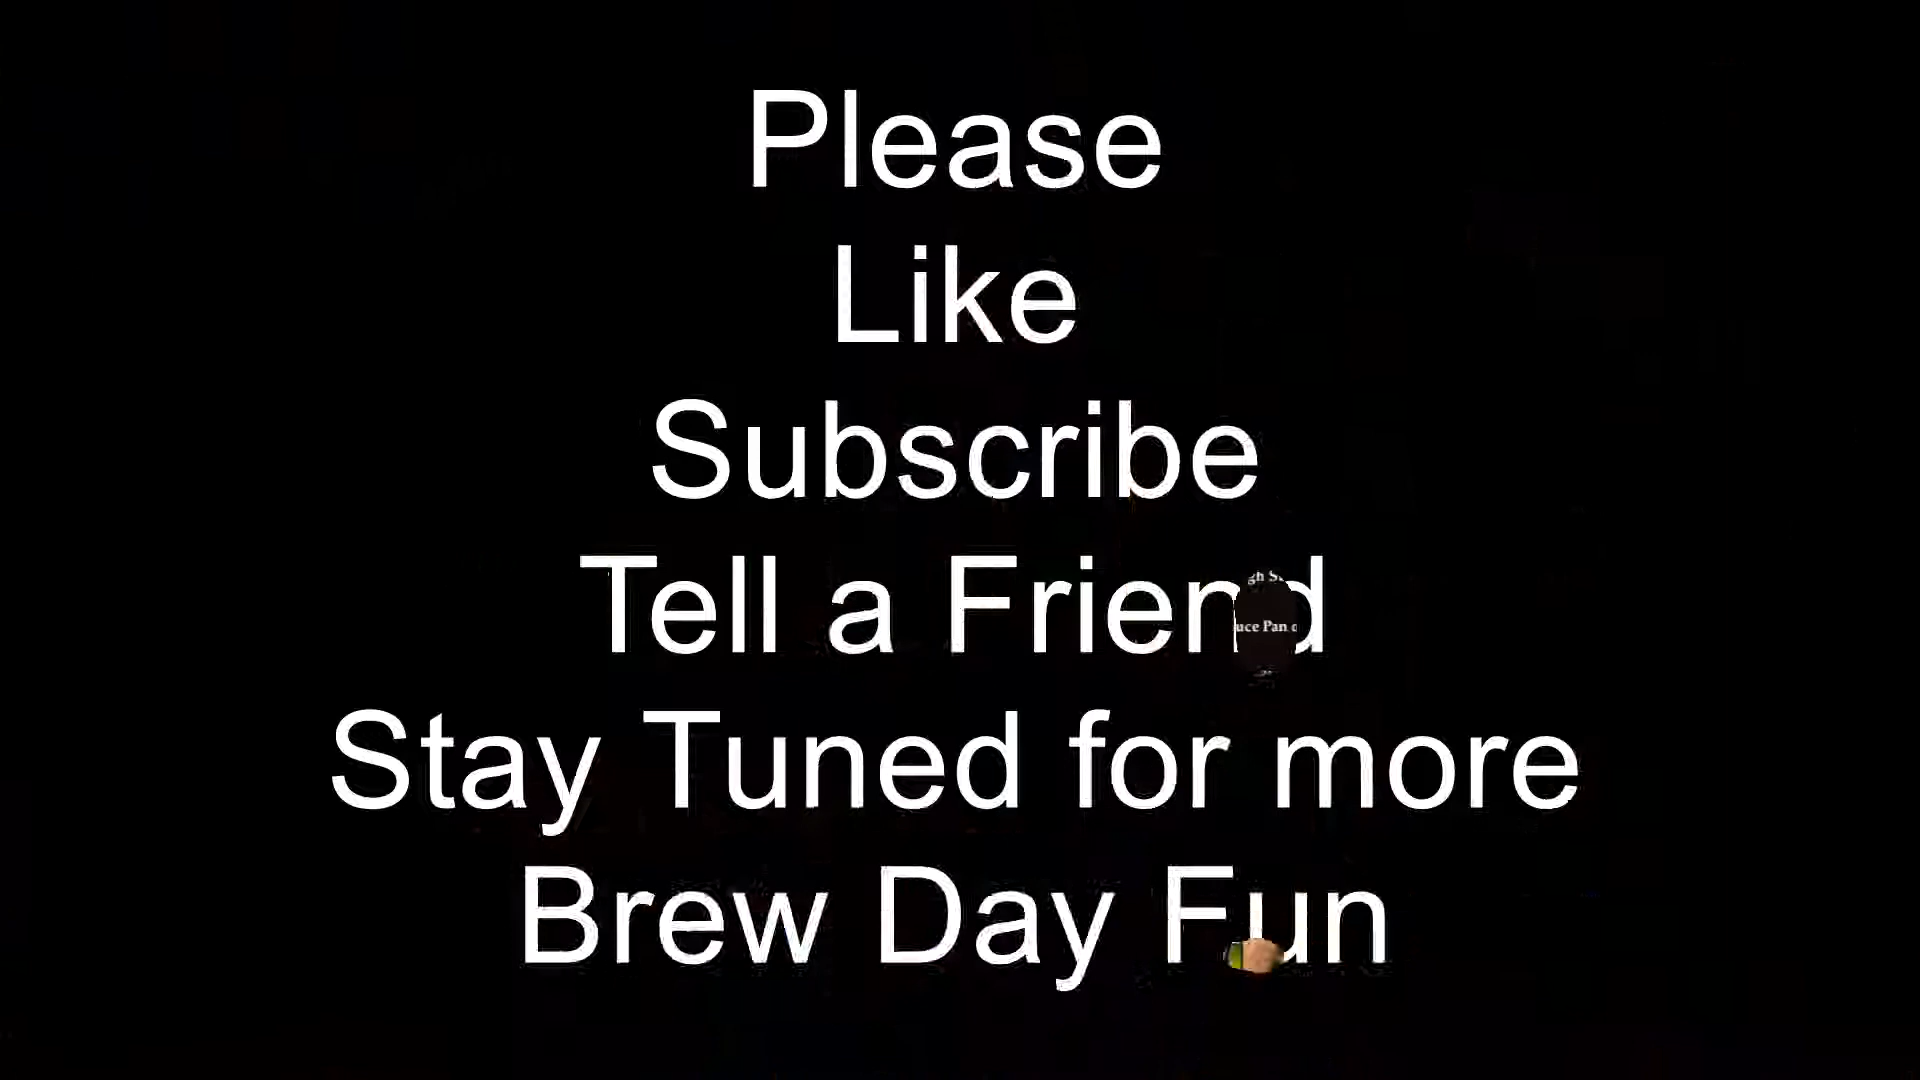 Please
Like
Subscribe
Tell a Friend
Stay Tuned for more
Brew Day Fun